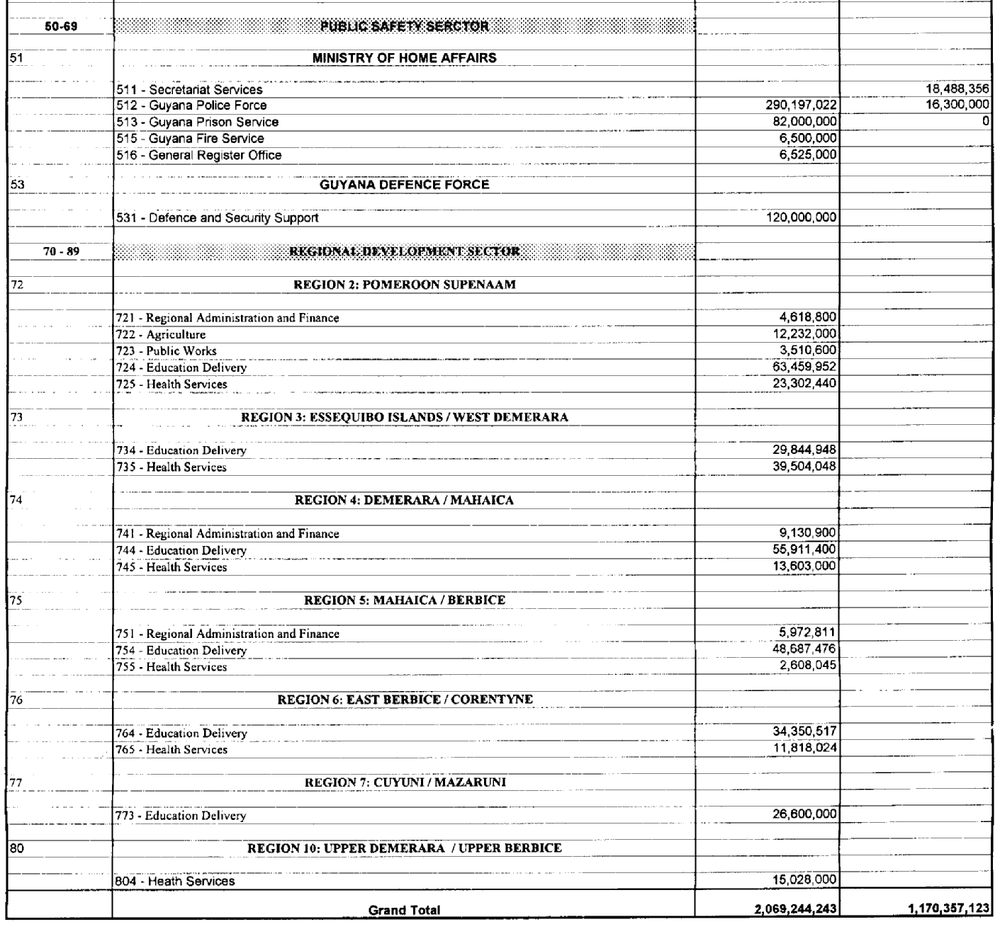 50-69 PUBLIC SAFETY SERCTOR
51 MINISTRY OF HOME AFFAIRS
511 - Secretariat Services 18,488,356
512 - Guyana Police Force 290,197,022 16,300,000
513 - Guyana Prison Service 82,000,000 0
515 - Guyana Fire Service 6,500,000
516 - General Register Office 6,525,000
53 GUYANA DEFENCE FORCE
531 - Defence and Security Support 120,000,000
70 - 89 REGIONAL DEVELOPMENT SECTOR
72 REGION 2: POMEROON SUPENAAM
721 - Regional Administration and Finance 4,618,800
722 - Agriculture 12,232,000
723 - Public Works 3,510,600
724 - Education Delivery 63,459,952
725 - Health Services 23,302,440
73 REGION 3: ESSEQUIBO ISLANDS / WEST DEMERARA
734 - Education Delivery 29,844,948
735 - Health Services 39,504,048
74 REGION 4: DEMERARA / MAHAICA
741 - Regional Administration and Finance 9,130,900
744 - Education Delivery 55,911,400
745 - Health Services 13,603,000
75 REGION 5: MAHAICA / BERBICE
751 - Regional Administration and Finance 5,972,811
754 - Education Delivery 48,687,476
755 - Health Services 2,608,045
76 REGION 6: EAST BERBICE / CORENTYNE
764 - Education Delivery 34,350,517
765 - Health Services 11,818,024
77 REGION 7: CUYUNI / MAZARUNI
773 - Education Delivery 26,600,000
80 REGION 10: UPPER DEMERARA / UPPER BERBICE
804 - Heath Services 15,028,000
Grand Total 2,069,244,243 1,170,357,123